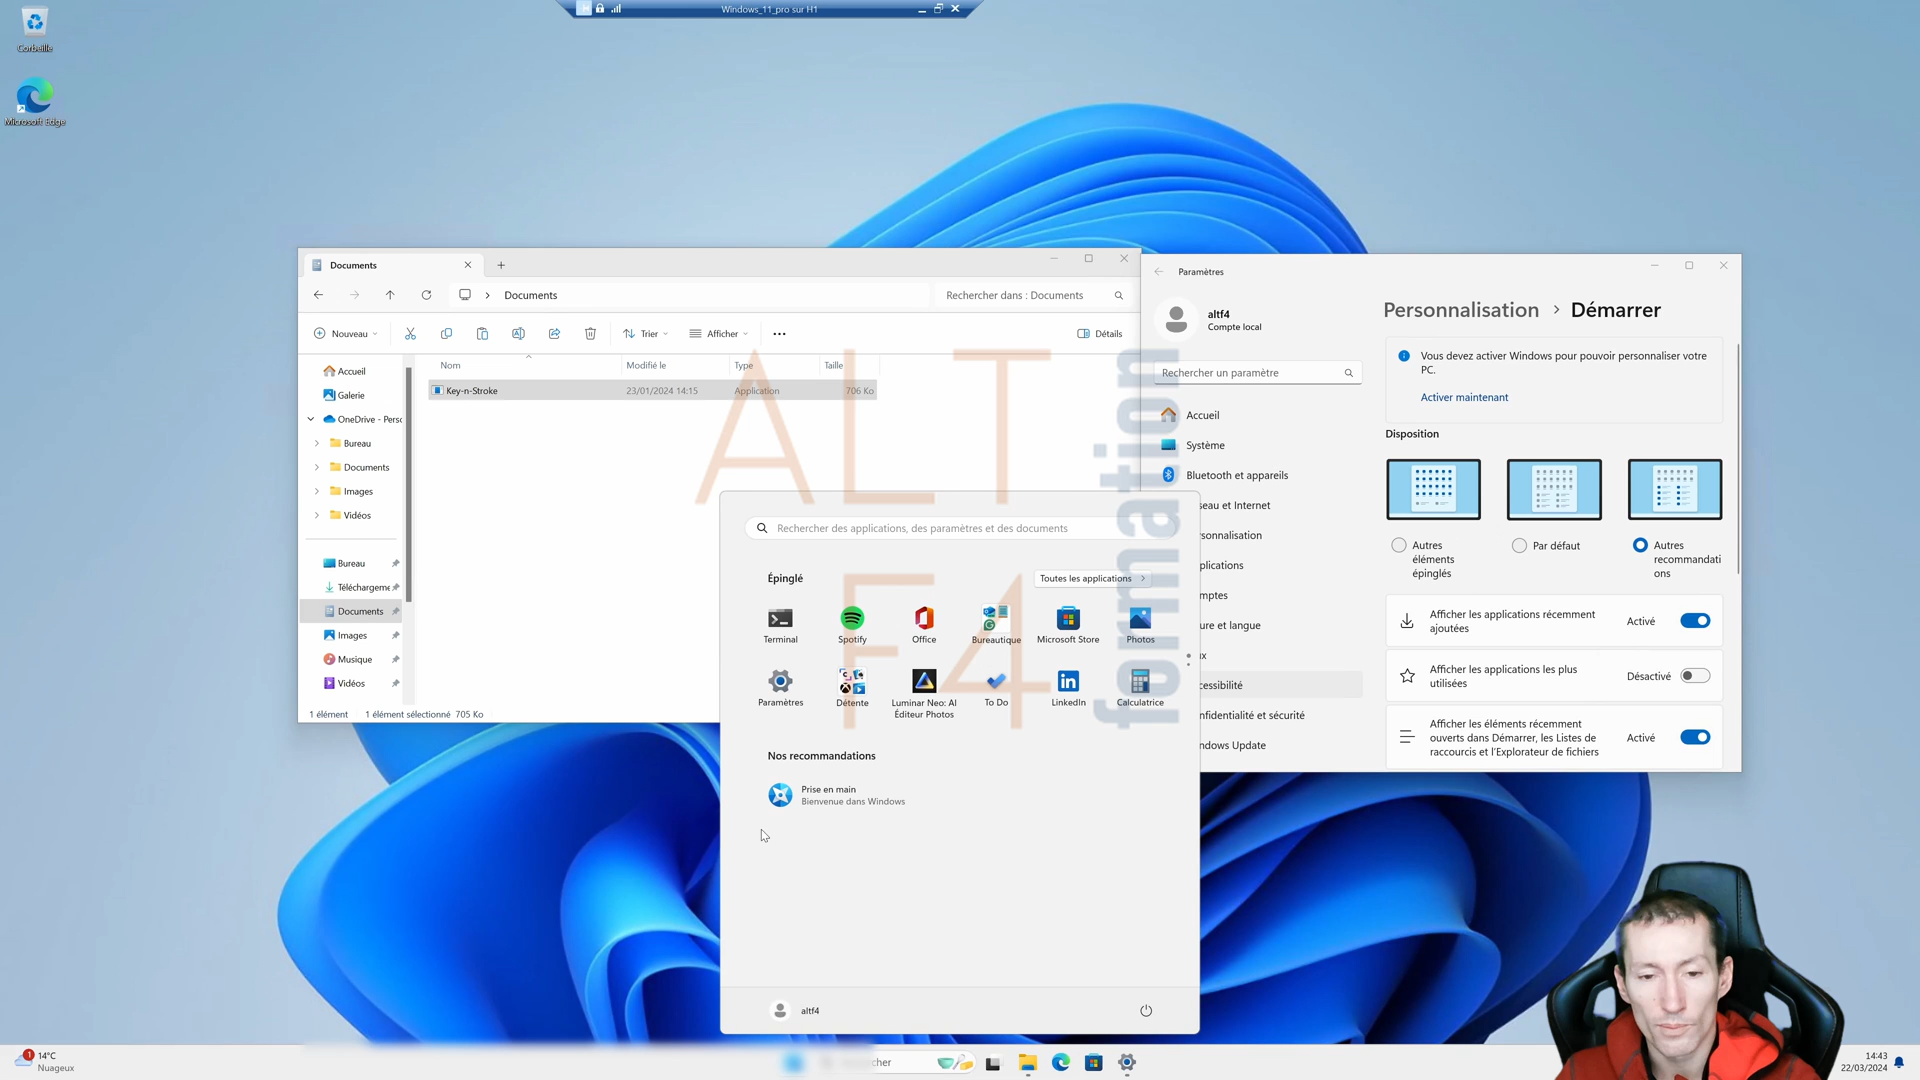 Corbeille
Microsoft Edge
Windows_11_pro sur H1
Documents
Documents
Rechercher dans : Documents
Nouveau
Trier
Afficher
Détails
Nom
Modifié le
Type
Taille
Key-n-Stroke
23/01/2024 14:15
Application
706 Ko
Accueil
Galerie
OneDrive - Perso
Bureau
Documents
Images
Vidéos
Bureau
Téléchargeme
Documents
Images
Musique
Vidéos
1 élément
1 élément sélectionné 705 Ko
Paramètres
altf4
Compte local
Rechercher un paramètre
Accueil
Système
Bluetooth et appareils
seau et Internet
sonnalisation
plications
mptes
ure et langue
ux
cessibilité
nfidentialité et sécurité
ndows Update
Personnalisation > Démarrer
Vous devez activer Windows pour pouvoir personnaliser votre
PC.
Activer maintenant
Disposition
Autres
éléments
épinglés
Par défaut
Autres
recommandati
ons
Afficher les applications récemment
ajoutées
Activé
Afficher les applications les plus
utilisées
Désactivé
Afficher les éléments récemment
ouverts dans Démarrer, les Listes de
raccourcis et l'Explorateur de fichiers
Activé
ALT
F4
formation
Rechercher des applications, des paramètres et des documents
Épinglé
Toutes les applications
Terminal
Spotify
Office
Bureautique
Microsoft Store
Photos
Paramètres
Détente
Luminar Neo: AI
Éditeur Photos
To Do
LinkedIn
Calculatrice
Nos recommandations
Prise en main
Bienvenue dans Windows
altf4
1
14°C
Nuageux
cher
14:43
22/03/2024